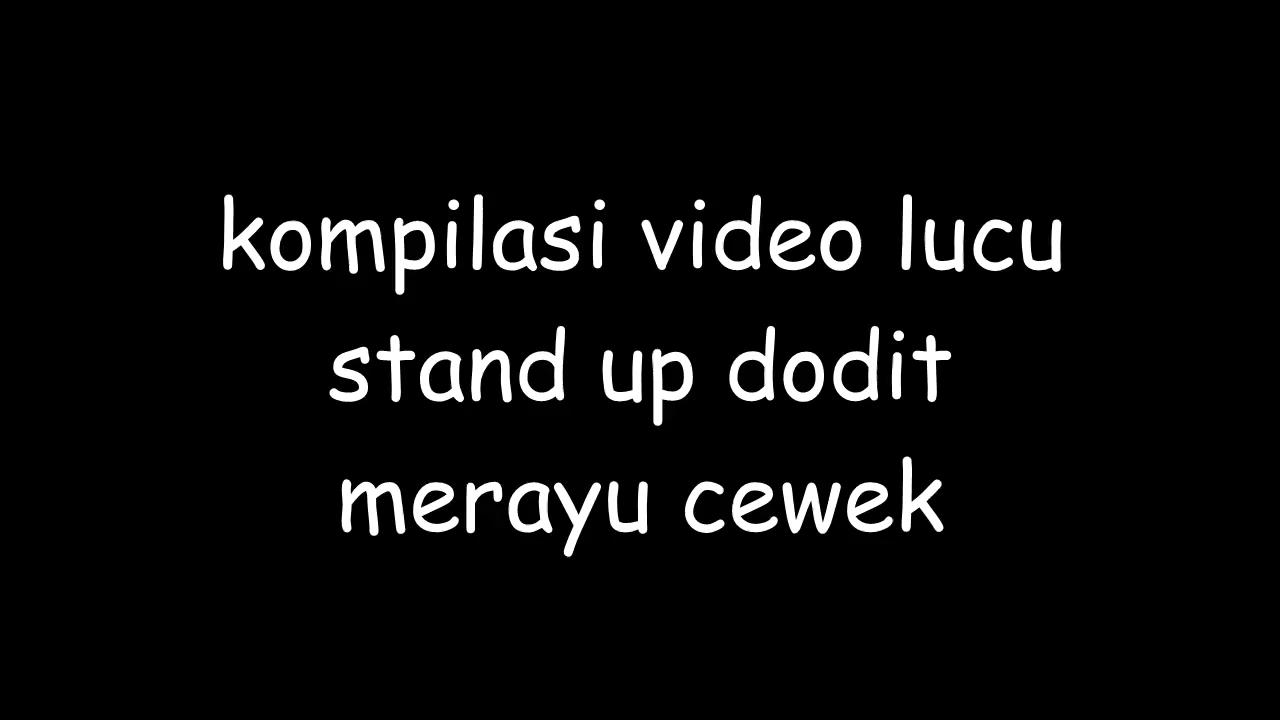 kompilasi video lucu
stand up dodit
merayu cewek